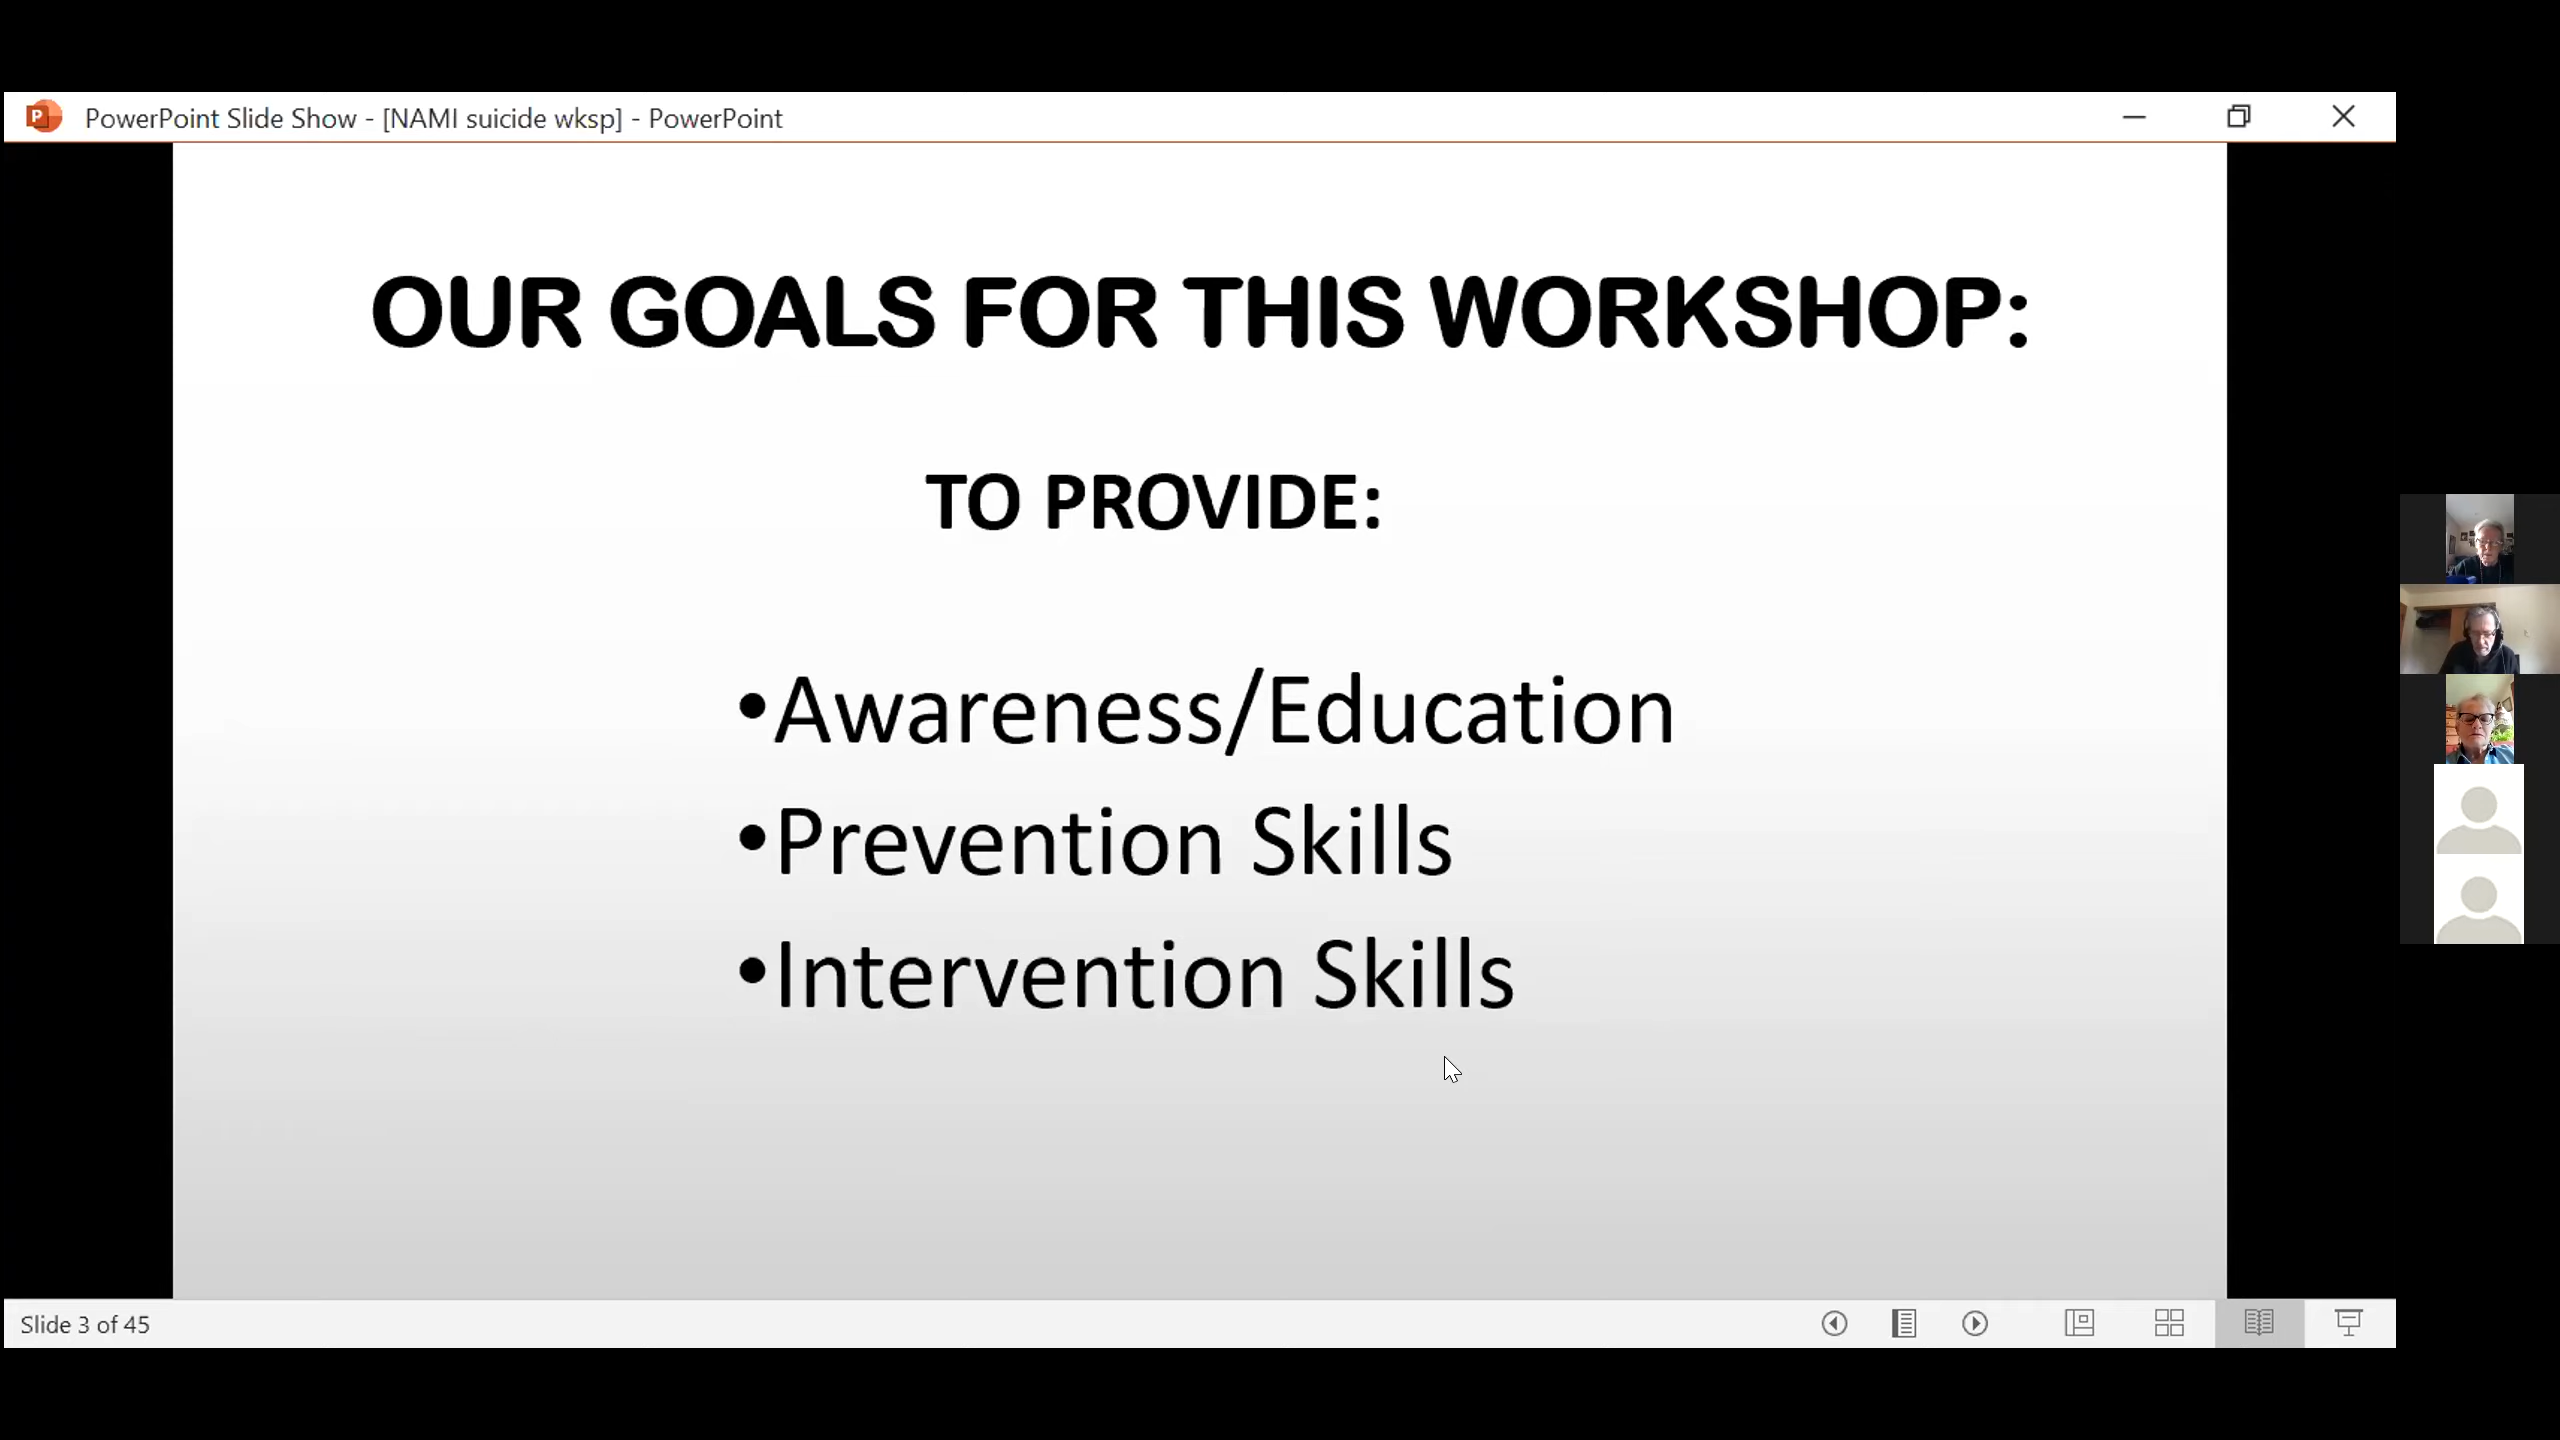 PowerPoint Slide Show - [NAMI suicide wksp] - PowerPoint
OUR GOALS FOR THIS WORKSHOP:
TO PROVIDE:
•Awareness/Education
•Prevention Skills
•Intervention Skills
Slide 3 of 45